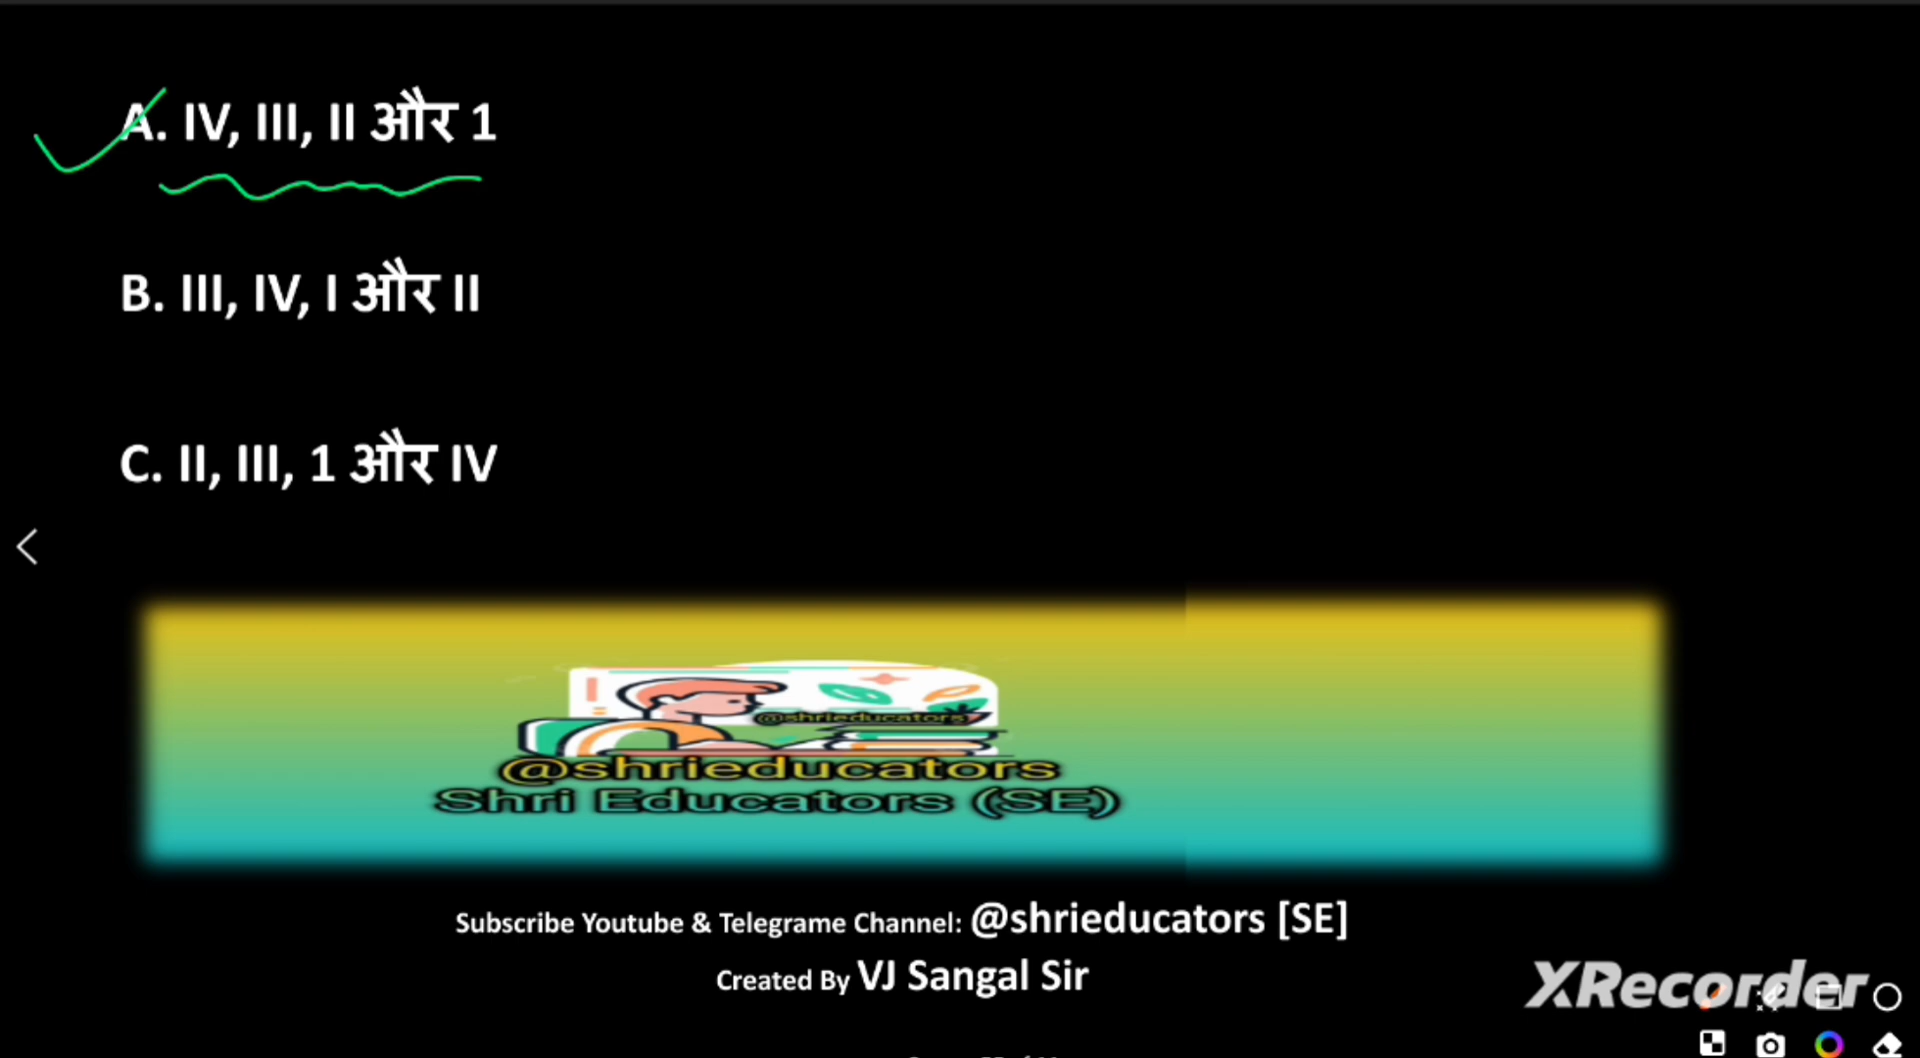 A. IV, III, II और 1
B. III, IV, I और II
C. II, III, 1 और IV
@shrieducators
@shrieducators
Shri Educators (SE)
Subscribe Youtube & Telegrame Channel: @shrieducators [SE]
Created By VJ Sangal Sir
XRecorder